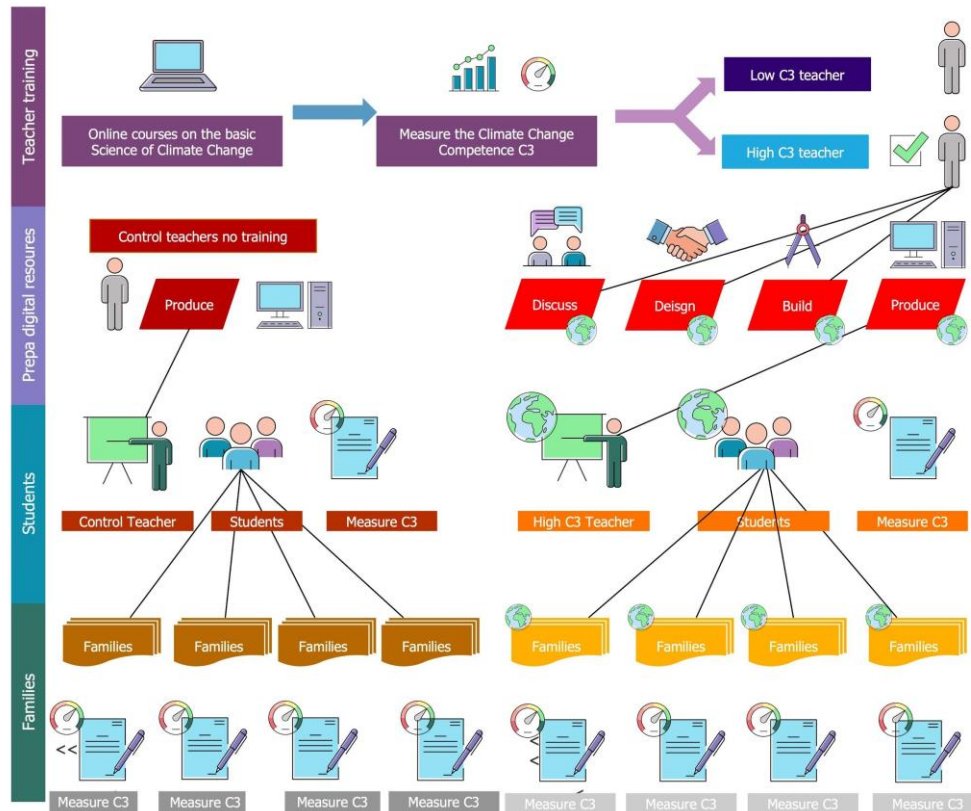 Teacher training
Low C3 teacher
Online courses on the basic
Science of Climate Change
Measure the Climate Change
Competence C3
High C3 teacher
Prepa digital resoures
Control teachers no training
Produce
Discuss
Deisgn
Build
Produce
Students
Control Teacher
Students
Measure C3
High C3 Teacher
Students
Measure C3
Families
Families
Families
Families
Families
Families
Families
Families
Families
<<
<
<
Measure C3
Measure C3
Measure C3
Measure C3
Measure C3
Measure C3
Measure C3
Measure C3